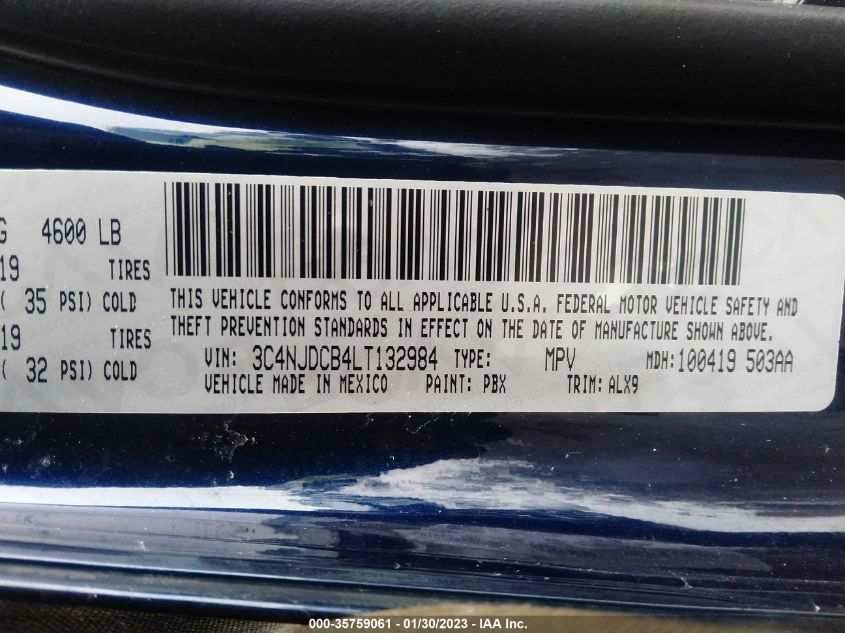 G 4600 LB
19 TIRES
( 35 PSI) COLD
19 TIRES
( 32 PSI) COLD
THIS VEHICLE CONFORMS TO ALL APPLICABLE U.S.A. FEDERAL MOTOR VEHICLE SAFETY AND
THEFT PREVENTION STANDARDS IN EFFECT ON THE DATE OF MANUFACTURE SHOWN ABOVE.
VIN: 3C4NJDCB4LT132984 TYPE: MPV MDH:100419 503AA
VEHICLE MADE IN MEXICO PAINT: PBX TRIM: ALX9
000-35759061 - 01/30/2023 - IAA Inc.